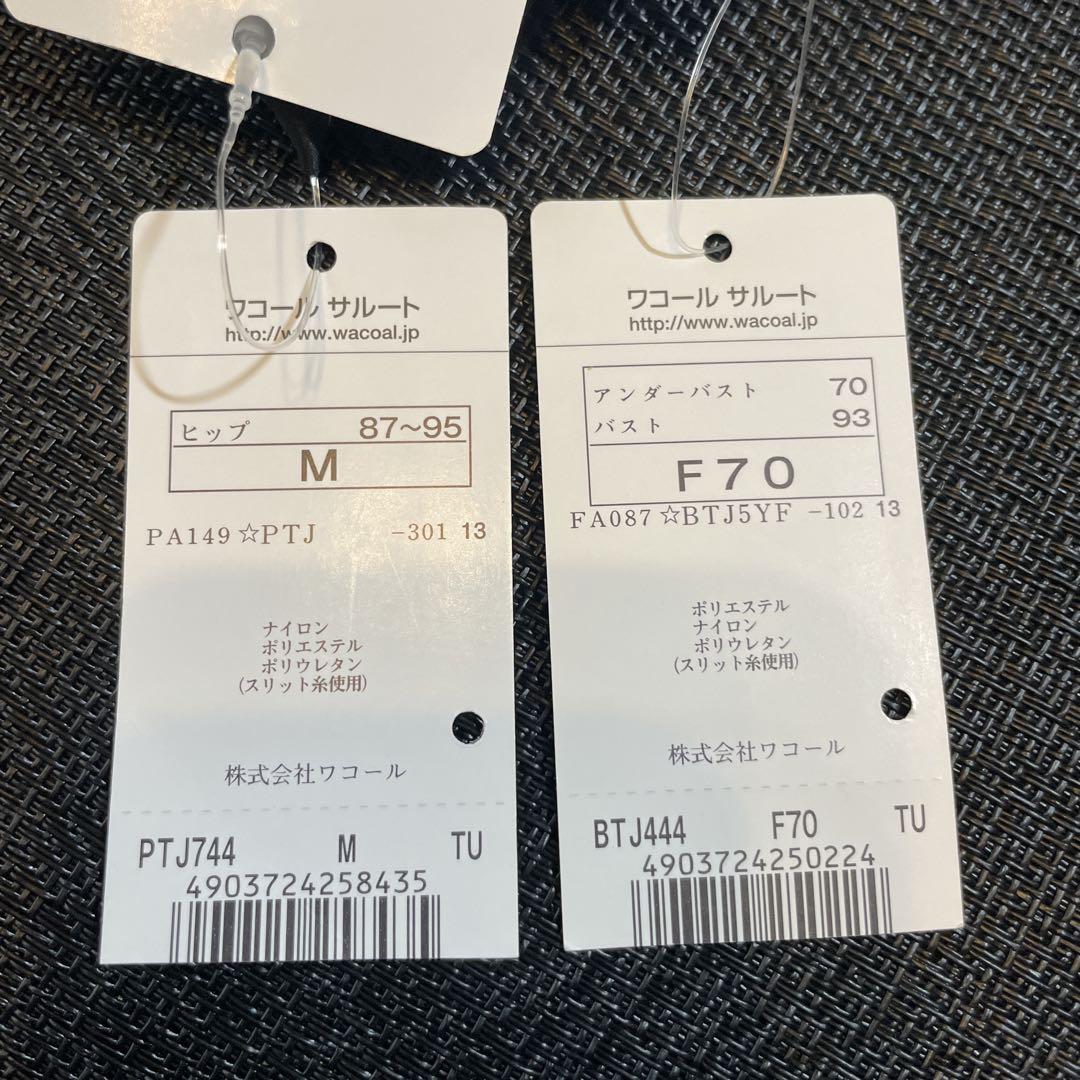 ワコール サルート
http://www.wacoal.jp
ヒップ 87～95
M
PA149☆PTJ -301 13
ナイロン
ポリエステル
ポリウレタン
(スリット糸使用)
株式会社ワコール
PTJ744 M TU
4903724258435
ワコール サルート
http://www.wacoal.jp
アンダーバスト 70
バスト 93
F70
FA087☆BTJ5YF -102 13
ポリエステル
ナイロン
ポリウレタン
(スリット糸使用)
株式会社ワコール
BTJ444 F70 TU
4903724250224